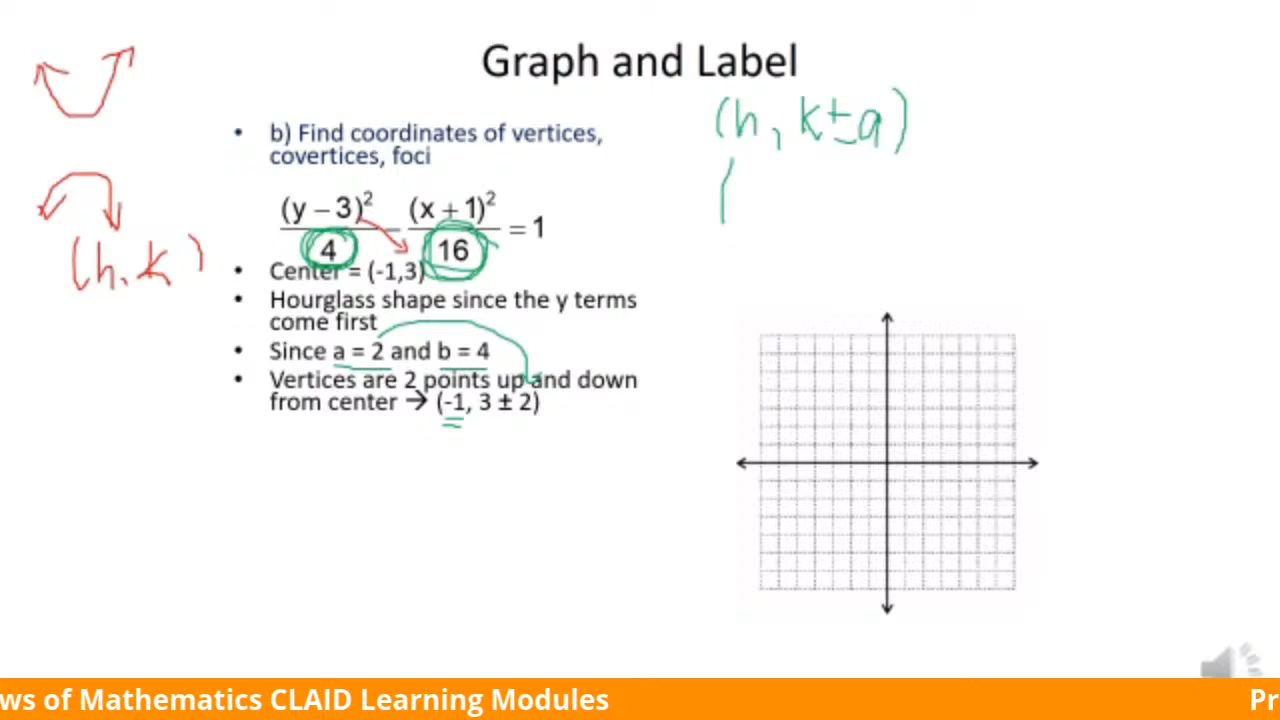 Graph and Label
(h, k±a)
(
• b) Find coordinates of vertices,
covertices, foci
(y – 3)² / 4 – (x + 1)² / 16 = 1
(h, k)
• Center = (-1,3)
• Hourglass shape since the y terms
come first
• Since a = 2 and b = 4
• Vertices are 2 points up and down
from center → (-1, 3 ± 2)
ws of Mathematics CLAID Learning Modules
Pr